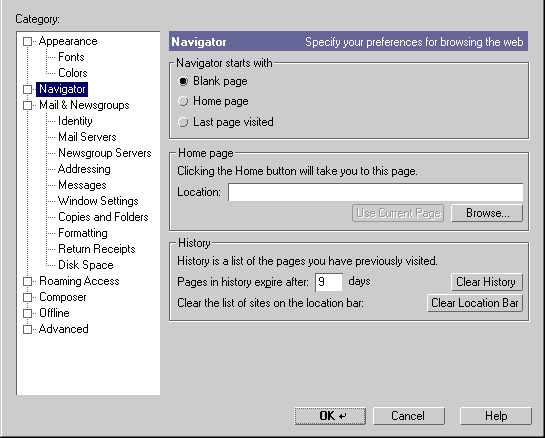 Category:
Appearance
Fonts
Colors
Navigator
Mail & Newsgroups
Identity
Mail Servers
Newsgroup Servers
Addressing
Messages
Window Settings
Copies and Folders
Formatting
Return Receipts
Disk Space
Roaming Access
Composer
Offline
Advanced
Navigator Specify your preferences for browsing the web
Navigator starts with
Blank page
Home page
Last page visited
Home page
Clicking the Home button will take you to this page.
Location:
Use Current Page Browse...
History
History is a list of the pages you have previously visited.
Pages in history expire after: 9 days Clear History
Clear the list of sites on the location bar: Clear Location Bar
OK ↵ Cancel Help